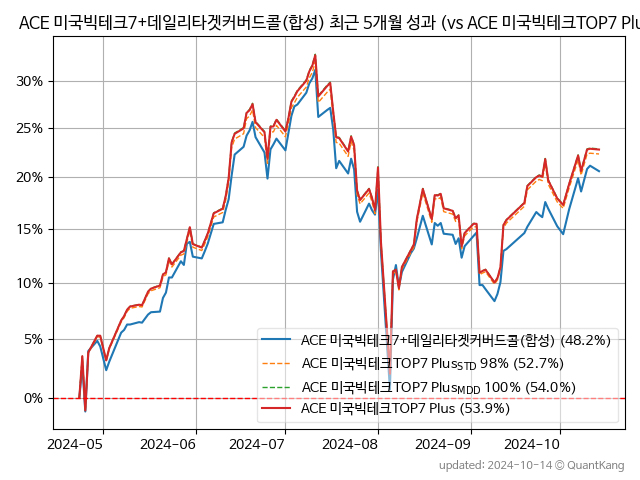 ACE 미국빅테크7+데일리타겟커버드콜(합성) 최근 5개월 성과 (vs ACE 미국빅테크TOP7 Plu
30%
25%
20%
15%
10%
5%
0%
ACE 미국빅테크7+데일리타겟커버드콜(합성) (48.2%)
ACE 미국빅테크TOP7 PlusSTD 98% (52.7%)
ACE 미국빅테크TOP7 PlusMDD 100% (54.0%)
ACE 미국빅테크TOP7 Plus (53.9%)
2024-05 2024-06 2024-07 2024-08 2024-09 2024-10
updated: 2024-10-14 © QuantKang